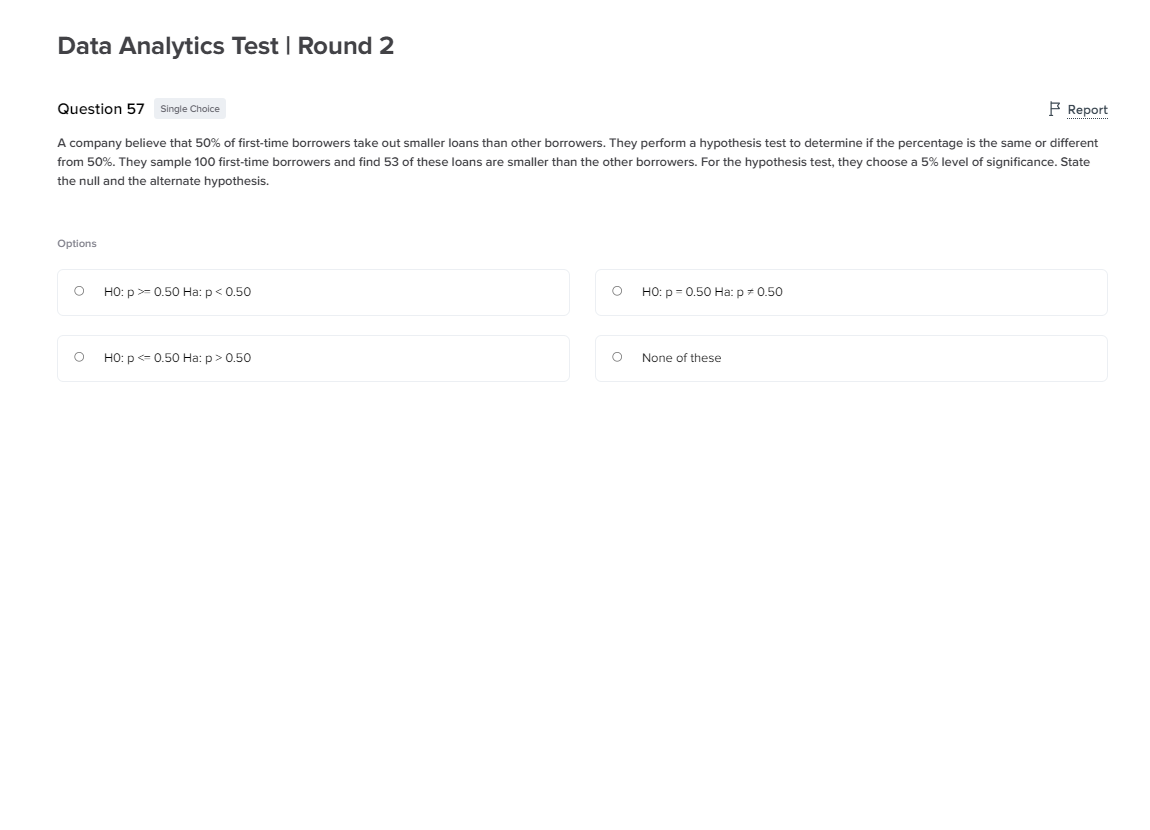 Data Analytics Test | Round 2
Question 57 Single Choice Report
A company believe that 50% of first-time borrowers take out smaller loans than other borrowers. They perform a hypothesis test to determine if the percentage is the same or different
from 50%. They sample 100 first-time borrowers and find 53 of these loans are smaller than the other borrowers. For the hypothesis test, they choose a 5% level of significance. State
the null and the alternate hypothesis.
Options
H0: p >= 0.50 Ha: p < 0.50
H0: p = 0.50 Ha: p ≠ 0.50
H0: p <= 0.50 Ha: p > 0.50
None of these